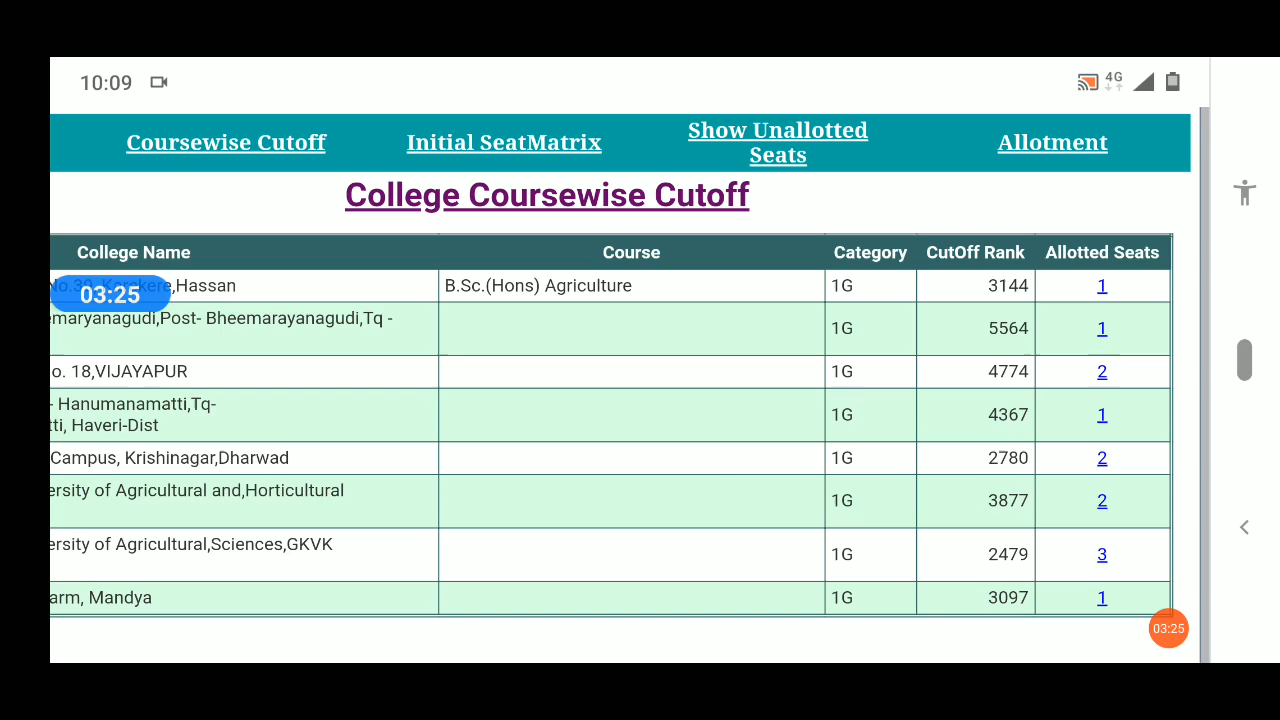 10:09
4G
Coursewise Cutoff Initial SeatMatrix Show Unallotted Seats Allotment
College Coursewise Cutoff
College Name Course Category CutOff Rank Allotted Seats
,Hassan B.Sc.(Hons) Agriculture 1G 3144 1
03:25
emaryanagudi,Post- Bheemarayanagudi,Tq - 1G 5564 1
o. 18,VIJAYAPUR 1G 4774 2
- Hanumanamatti,Tq-
tti, Haveri-Dist 1G 4367 1
Campus, Krishinagar,Dharwad 1G 2780 2
ersity of Agricultural and,Horticultural 1G 3877 2
ersity of Agricultural,Sciences,GKVK 1G 2479 3
arm, Mandya 1G 3097 1
03:25